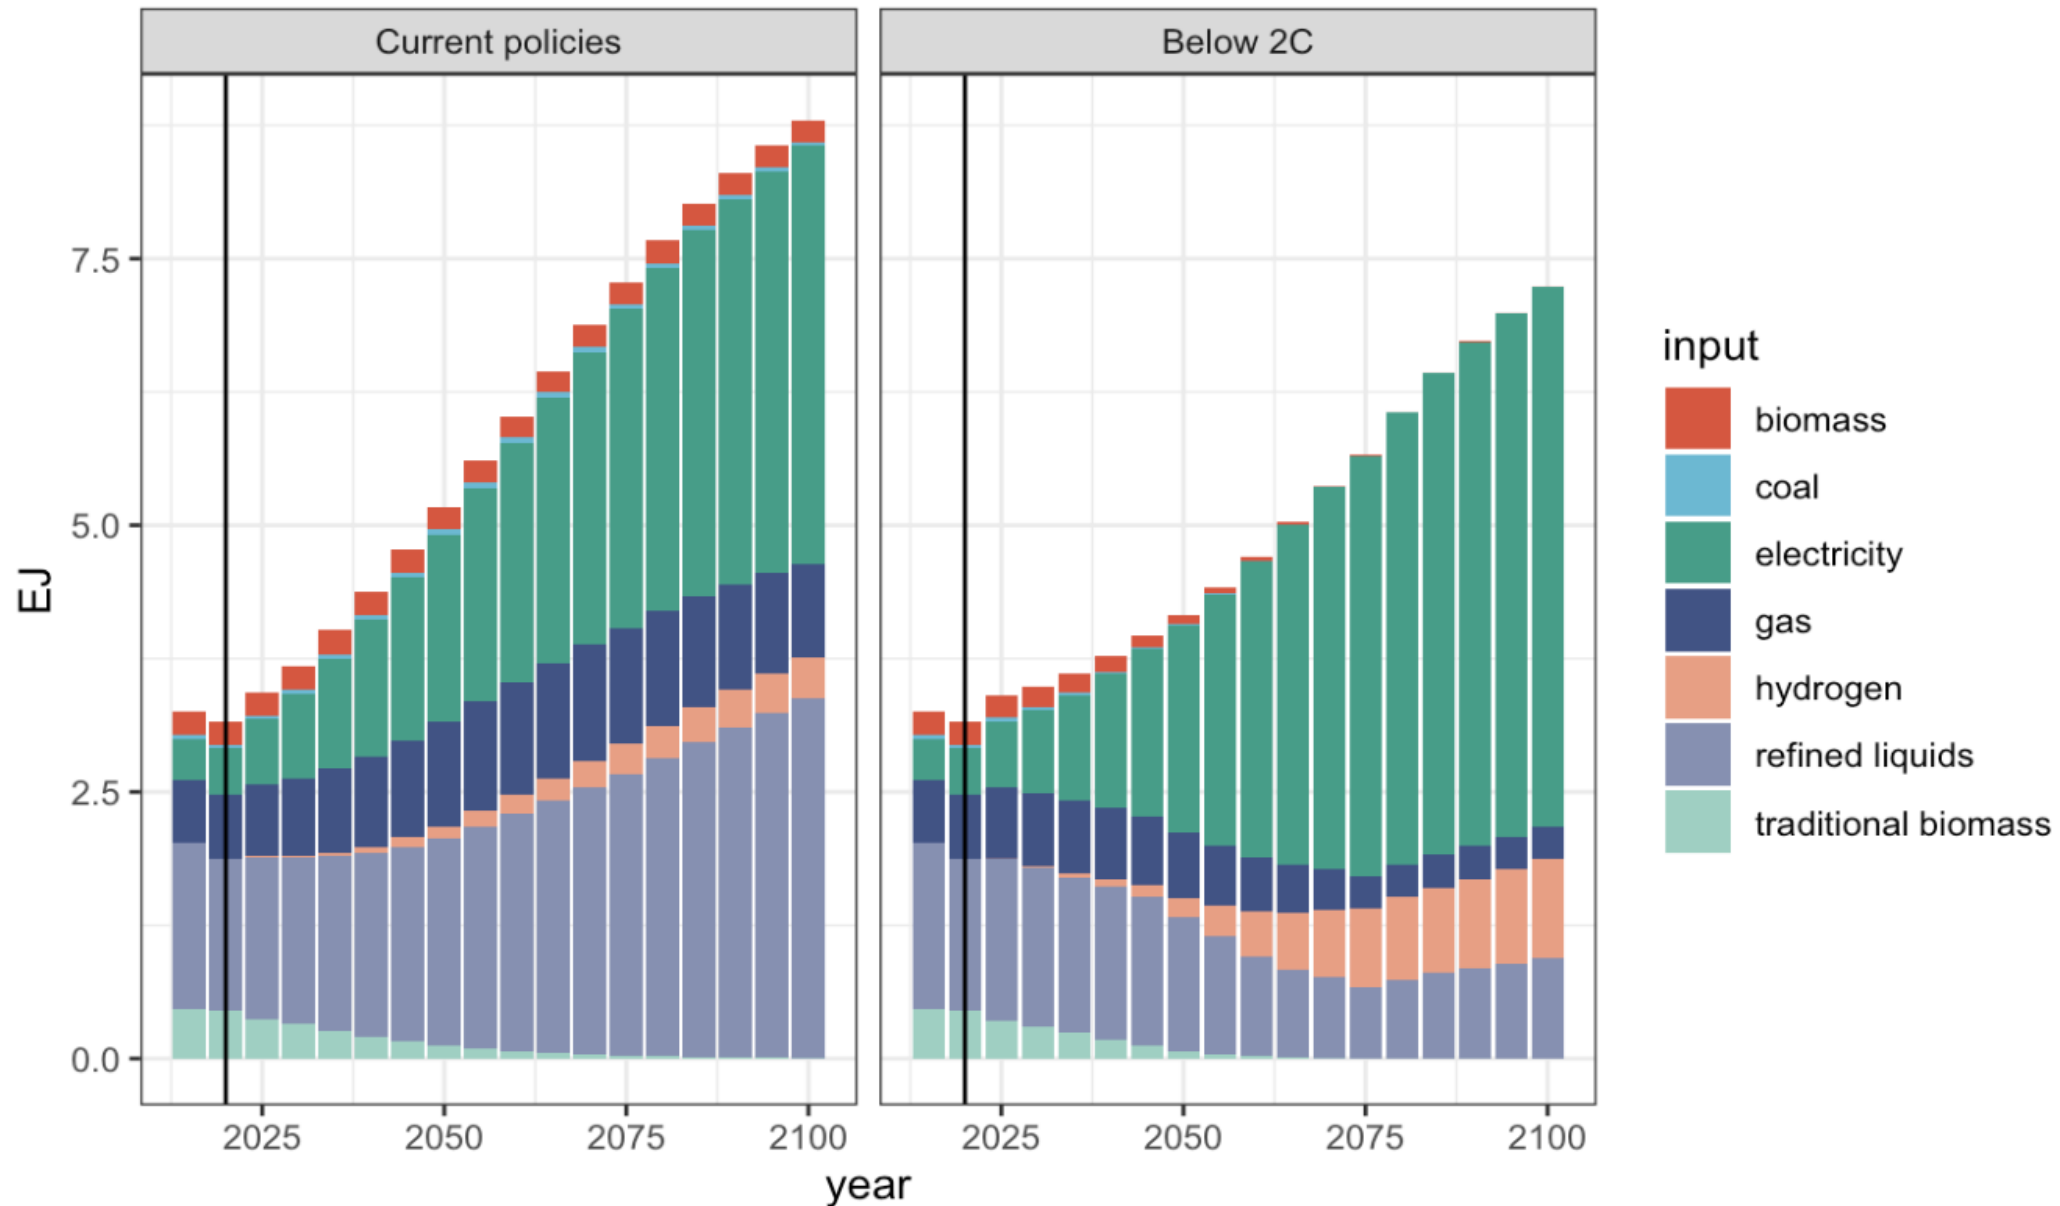 Current policies
Below 2C
EJ
7.5
5.0
2.5
0.0
2025 2050 2075 2100
2025 2050 2075 2100
year
input
biomass
coal
electricity
gas
hydrogen
refined liquids
traditional biomass